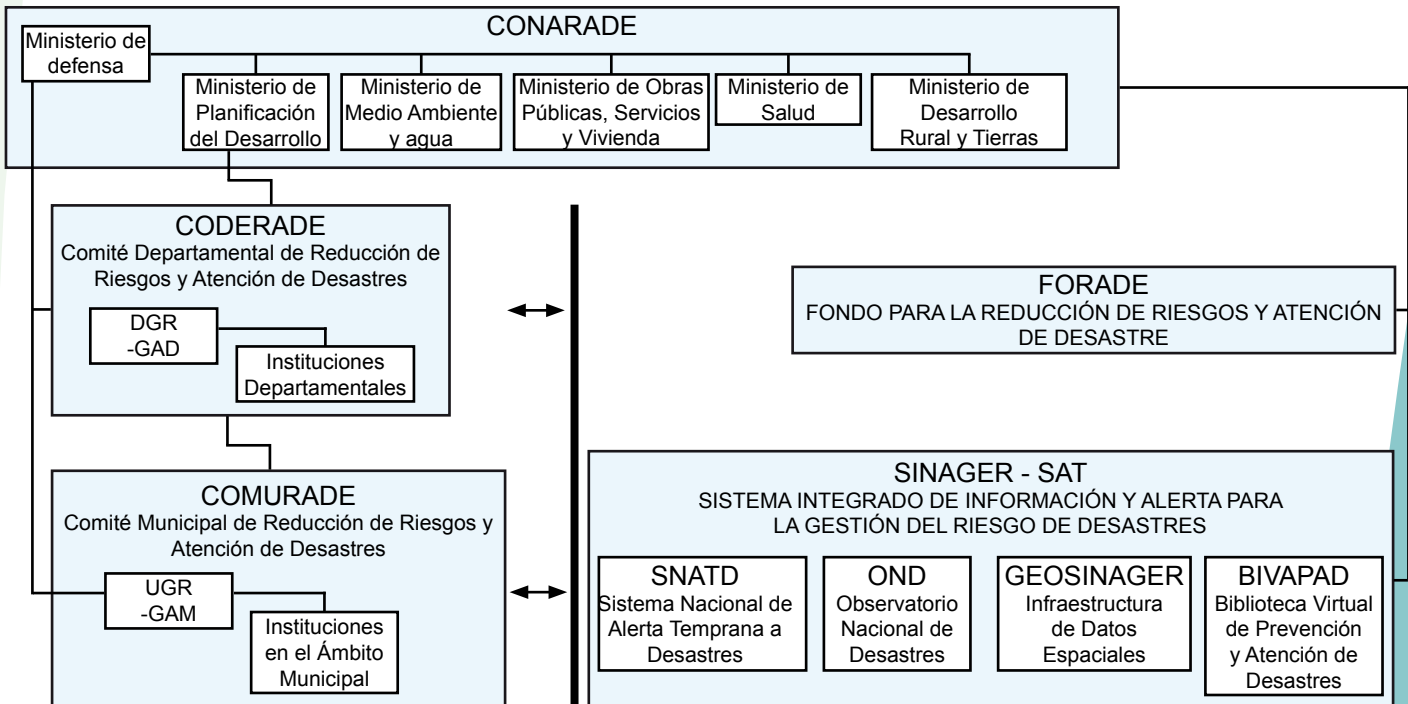 CONARADE
Ministerio de
defensa
Ministerio de
Planificación
del Desarrollo
Ministerio de
Medio Ambiente
y agua
Ministerio de Obras
Públicas, Servicios
y Vivienda
Ministerio de
Salud
Ministerio de
Desarrollo
Rural y Tierras
CODERADE
Comité Departamental de Reducción de
Riesgos y Atención de Desastres
DGR
-GAD
Instituciones
Departamentales
FORADE
FONDO PARA LA REDUCCIÓN DE RIESGOS Y ATENCIÓN
DE DESASTRE
COMURADE
Comité Municipal de Reducción de Riesgos y
Atención de Desastres
UGR
-GAM
Instituciones
en el Ámbito
Municipal
SINAGER - SAT
SISTEMA INTEGRADO DE INFORMACIÓN Y ALERTA PARA
LA GESTIÓN DEL RIESGO DE DESASTRES
SNATD
Sistema Nacional de
Alerta Temprana a
Desastres
OND
Observatorio
Nacional de
Desastres
GEOSINAGER
Infraestructura
de Datos
Espaciales
BIVAPAD
Biblioteca Virtual
de Prevención
y Atención de
Desastres